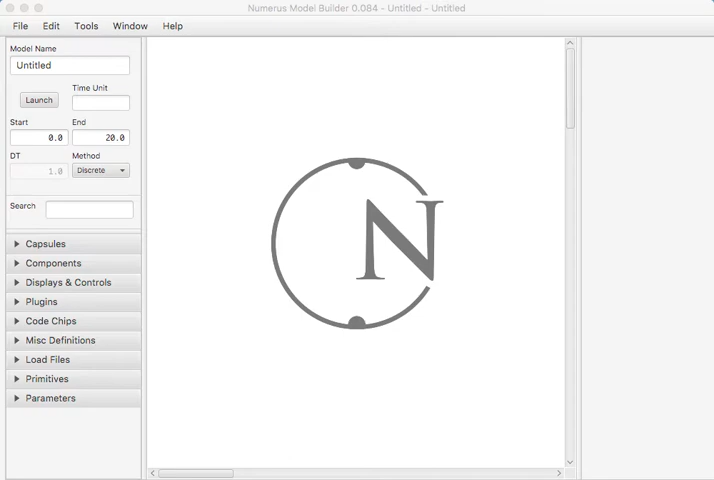 Numerus Model Builder 0.084 - Untitled - Untitled
File Edit Tools Window Help
Model Name
Untitled
Time Unit
Launch
Start End
0.0 20.0
DT Method
1.0 Discrete
Search
Capsules
Components
Displays & Controls
Plugins
Code Chips
Misc Definitions
Load Files
Primitives
Parameters
N